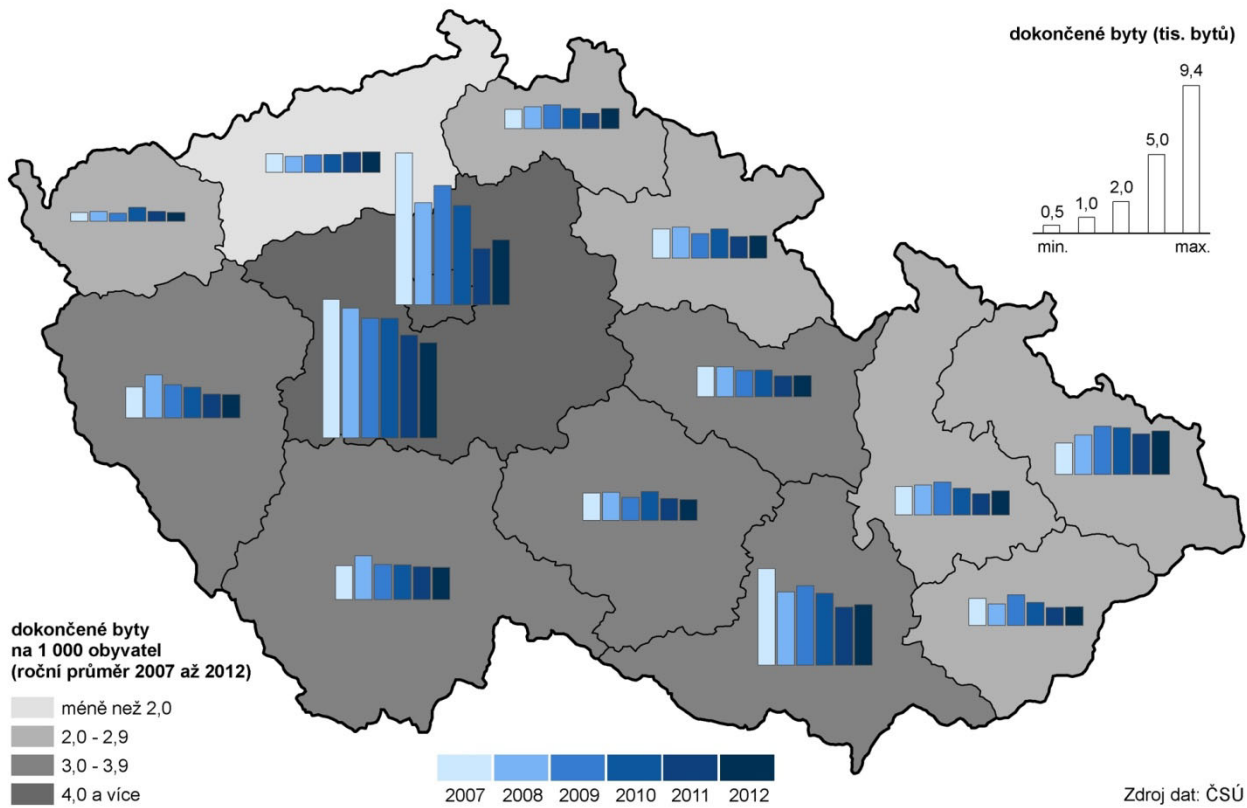 dokončené byty (tis. bytů)
9,4
5,0
2,0
1,0
0,5
min.
max.
dokončené byty
na 1 000 obyvatel
(roční průměr 2007 až 2012)
méně než 2,0
2,0 - 2,9
3,0 - 3,9
4,0 a více
2007 2008 2009 2010 2011 2012
Zdroj dat: ČSÚ